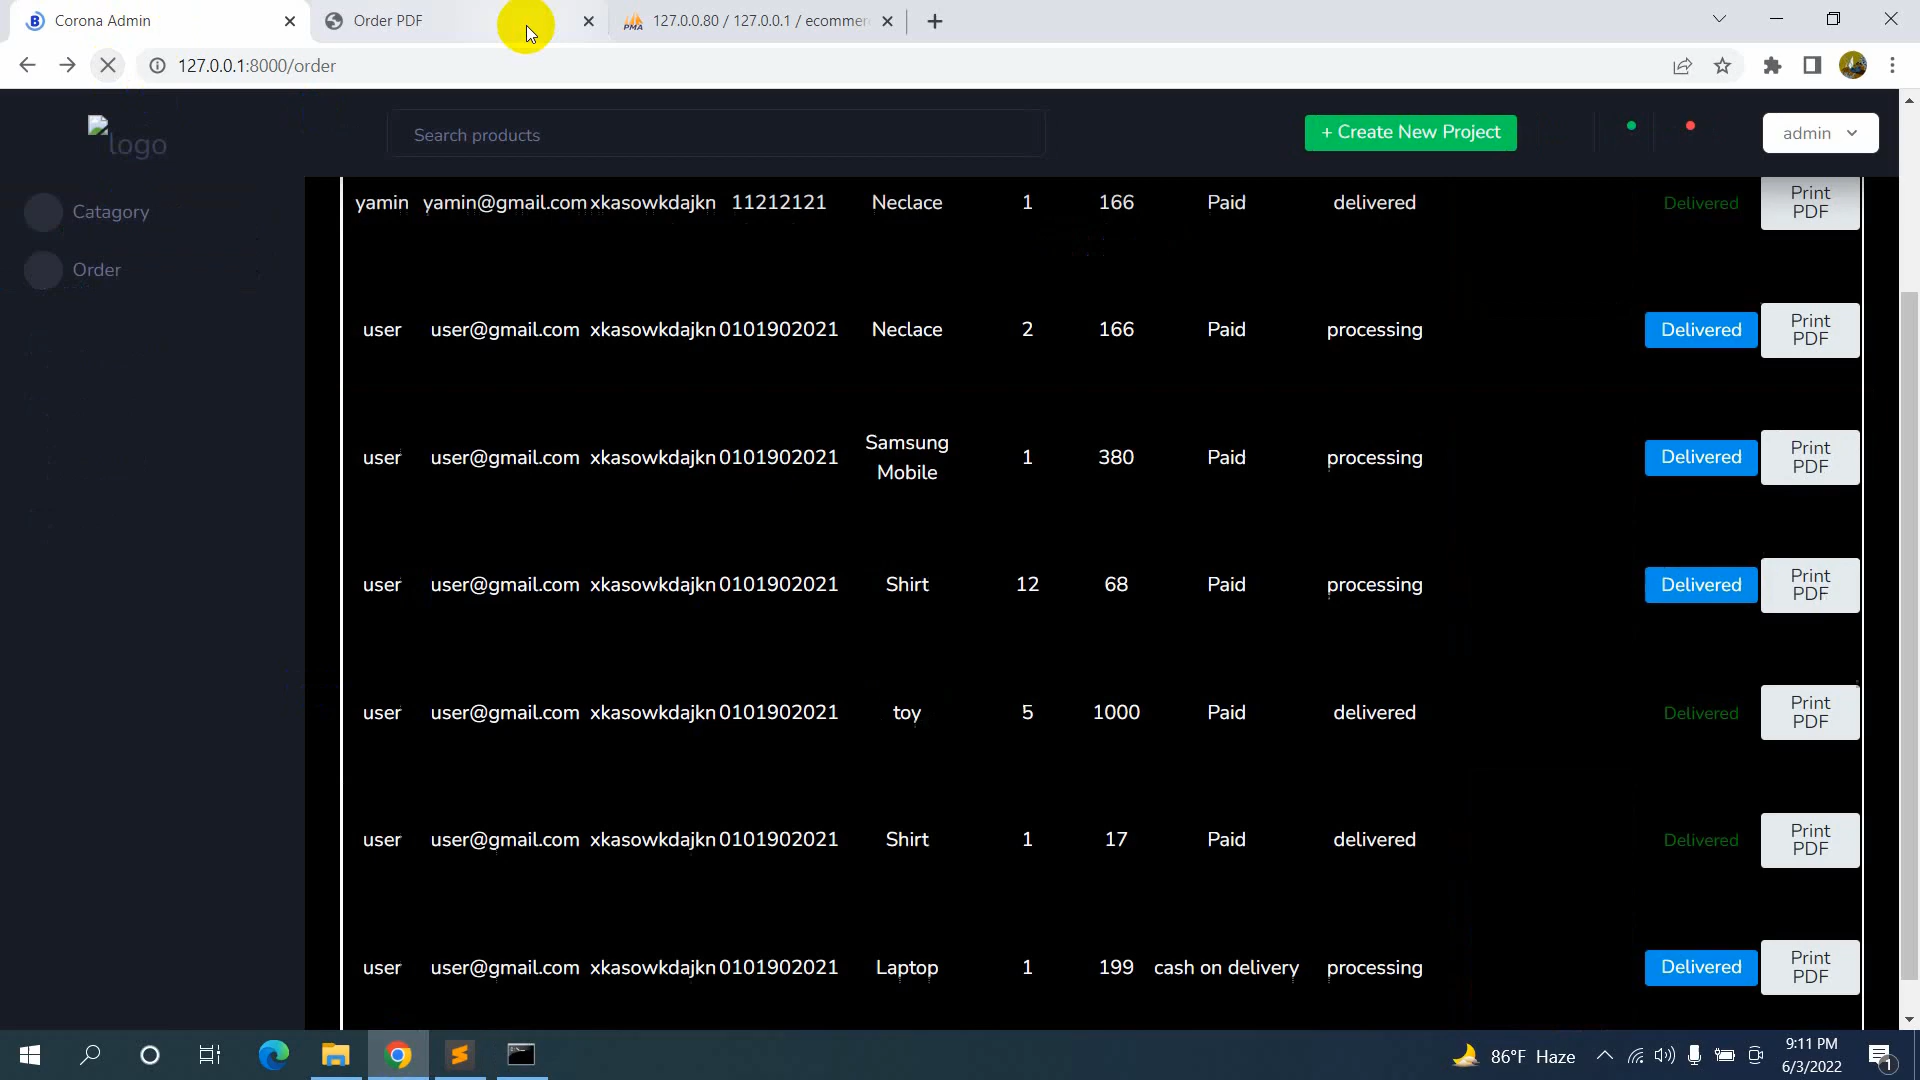 Corona Admin
Order PDF
PMA
127.0.0.80 / 127.0.0.1 / ecommer
127.0.0.1:8000/order
logo
Search products
+ Create New Project
admin
Catagory
Order
yamin yamin@gmail.com xkasowkdajkn 11212121 Neclace 1 166 Paid delivered Delivered Print PDF
user user@gmail.com xkasowkdajkn 0101902021 Neclace 2 166 Paid processing Delivered Print PDF
user user@gmail.com xkasowkdajkn 0101902021 Samsung Mobile 1 380 Paid processing Delivered Print PDF
user user@gmail.com xkasowkdajkn 0101902021 Shirt 12 68 Paid processing Delivered Print PDF
user user@gmail.com xkasowkdajkn 0101902021 toy 5 1000 Paid delivered Delivered Print PDF
user user@gmail.com xkasowkdajkn 0101902021 Shirt 1 17 Paid delivered Delivered Print PDF
user user@gmail.com xkasowkdajkn 0101902021 Laptop 1 199 cash on delivery processing Delivered Print PDF
86°F Haze
9:11 PM
6/3/2022
1